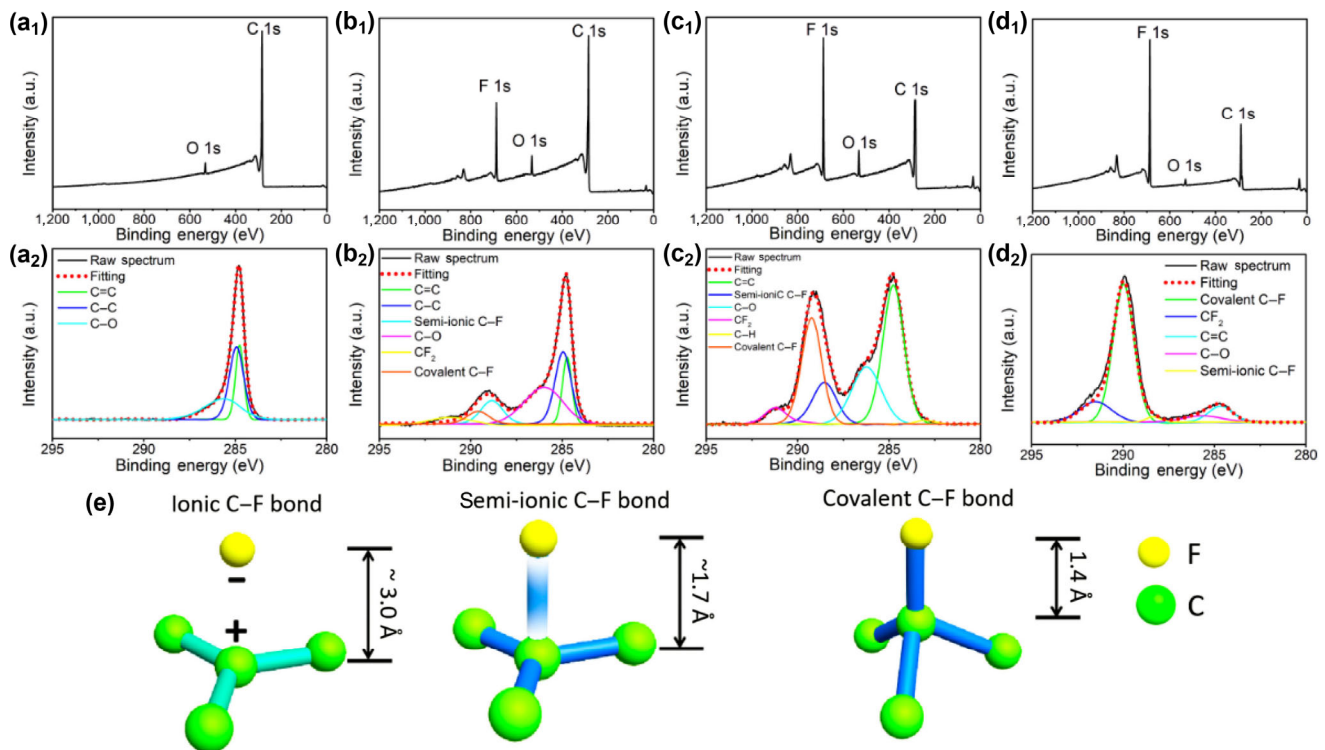 (a1)
C 1s
O 1s
Intensity (a.u.)
1,200 1,000 800 600 400 200 0
Binding energy (eV)
(b1)
C 1s
F 1s
O 1s
Intensity (a.u.)
1,200 1,000 800 600 400 200 0
Binding energy (eV)
(c1)
F 1s
C 1s
O 1s
Intensity (a.u.)
1,200 1,000 800 600 400 200 0
Binding energy (eV)
(d1)
F 1s
C 1s
O 1s
Intensity (a.u.)
1,200 1,000 800 600 400 200 0
Binding energy (eV)
(a2)
Raw spectrum
Fitting
C=C
C–C
C–O
Intensity (a.u.)
295 290 285 280
Binding energy (eV)
(b2)
Raw spectrum
Fitting
C=C
C–C
Semi-ionic C–F
C–O
CF2
Covalent C–F
Intensity (a.u.)
295 290 285 280
Binding energy (eV)
(c2)
Raw spectrum
Fitting
C=C
Semi-ioniC C–F
C–O
CF2
C–H
Covalent C–F
Intensity (a.u.)
295 290 285 280
Binding energy (eV)
(d2)
Raw spectrum
Fitting
Covalent C–F
CF2
C=C
C–O
Semi-ionic C–F
Intensity (a.u.)
295 290 285 280
Binding energy (eV)
(e)
Ionic C–F bond
–
+
~ 3.0 Å
Semi-ionic C–F bond
~1.7 Å
Covalent C–F bond
1.4 Å
F
C